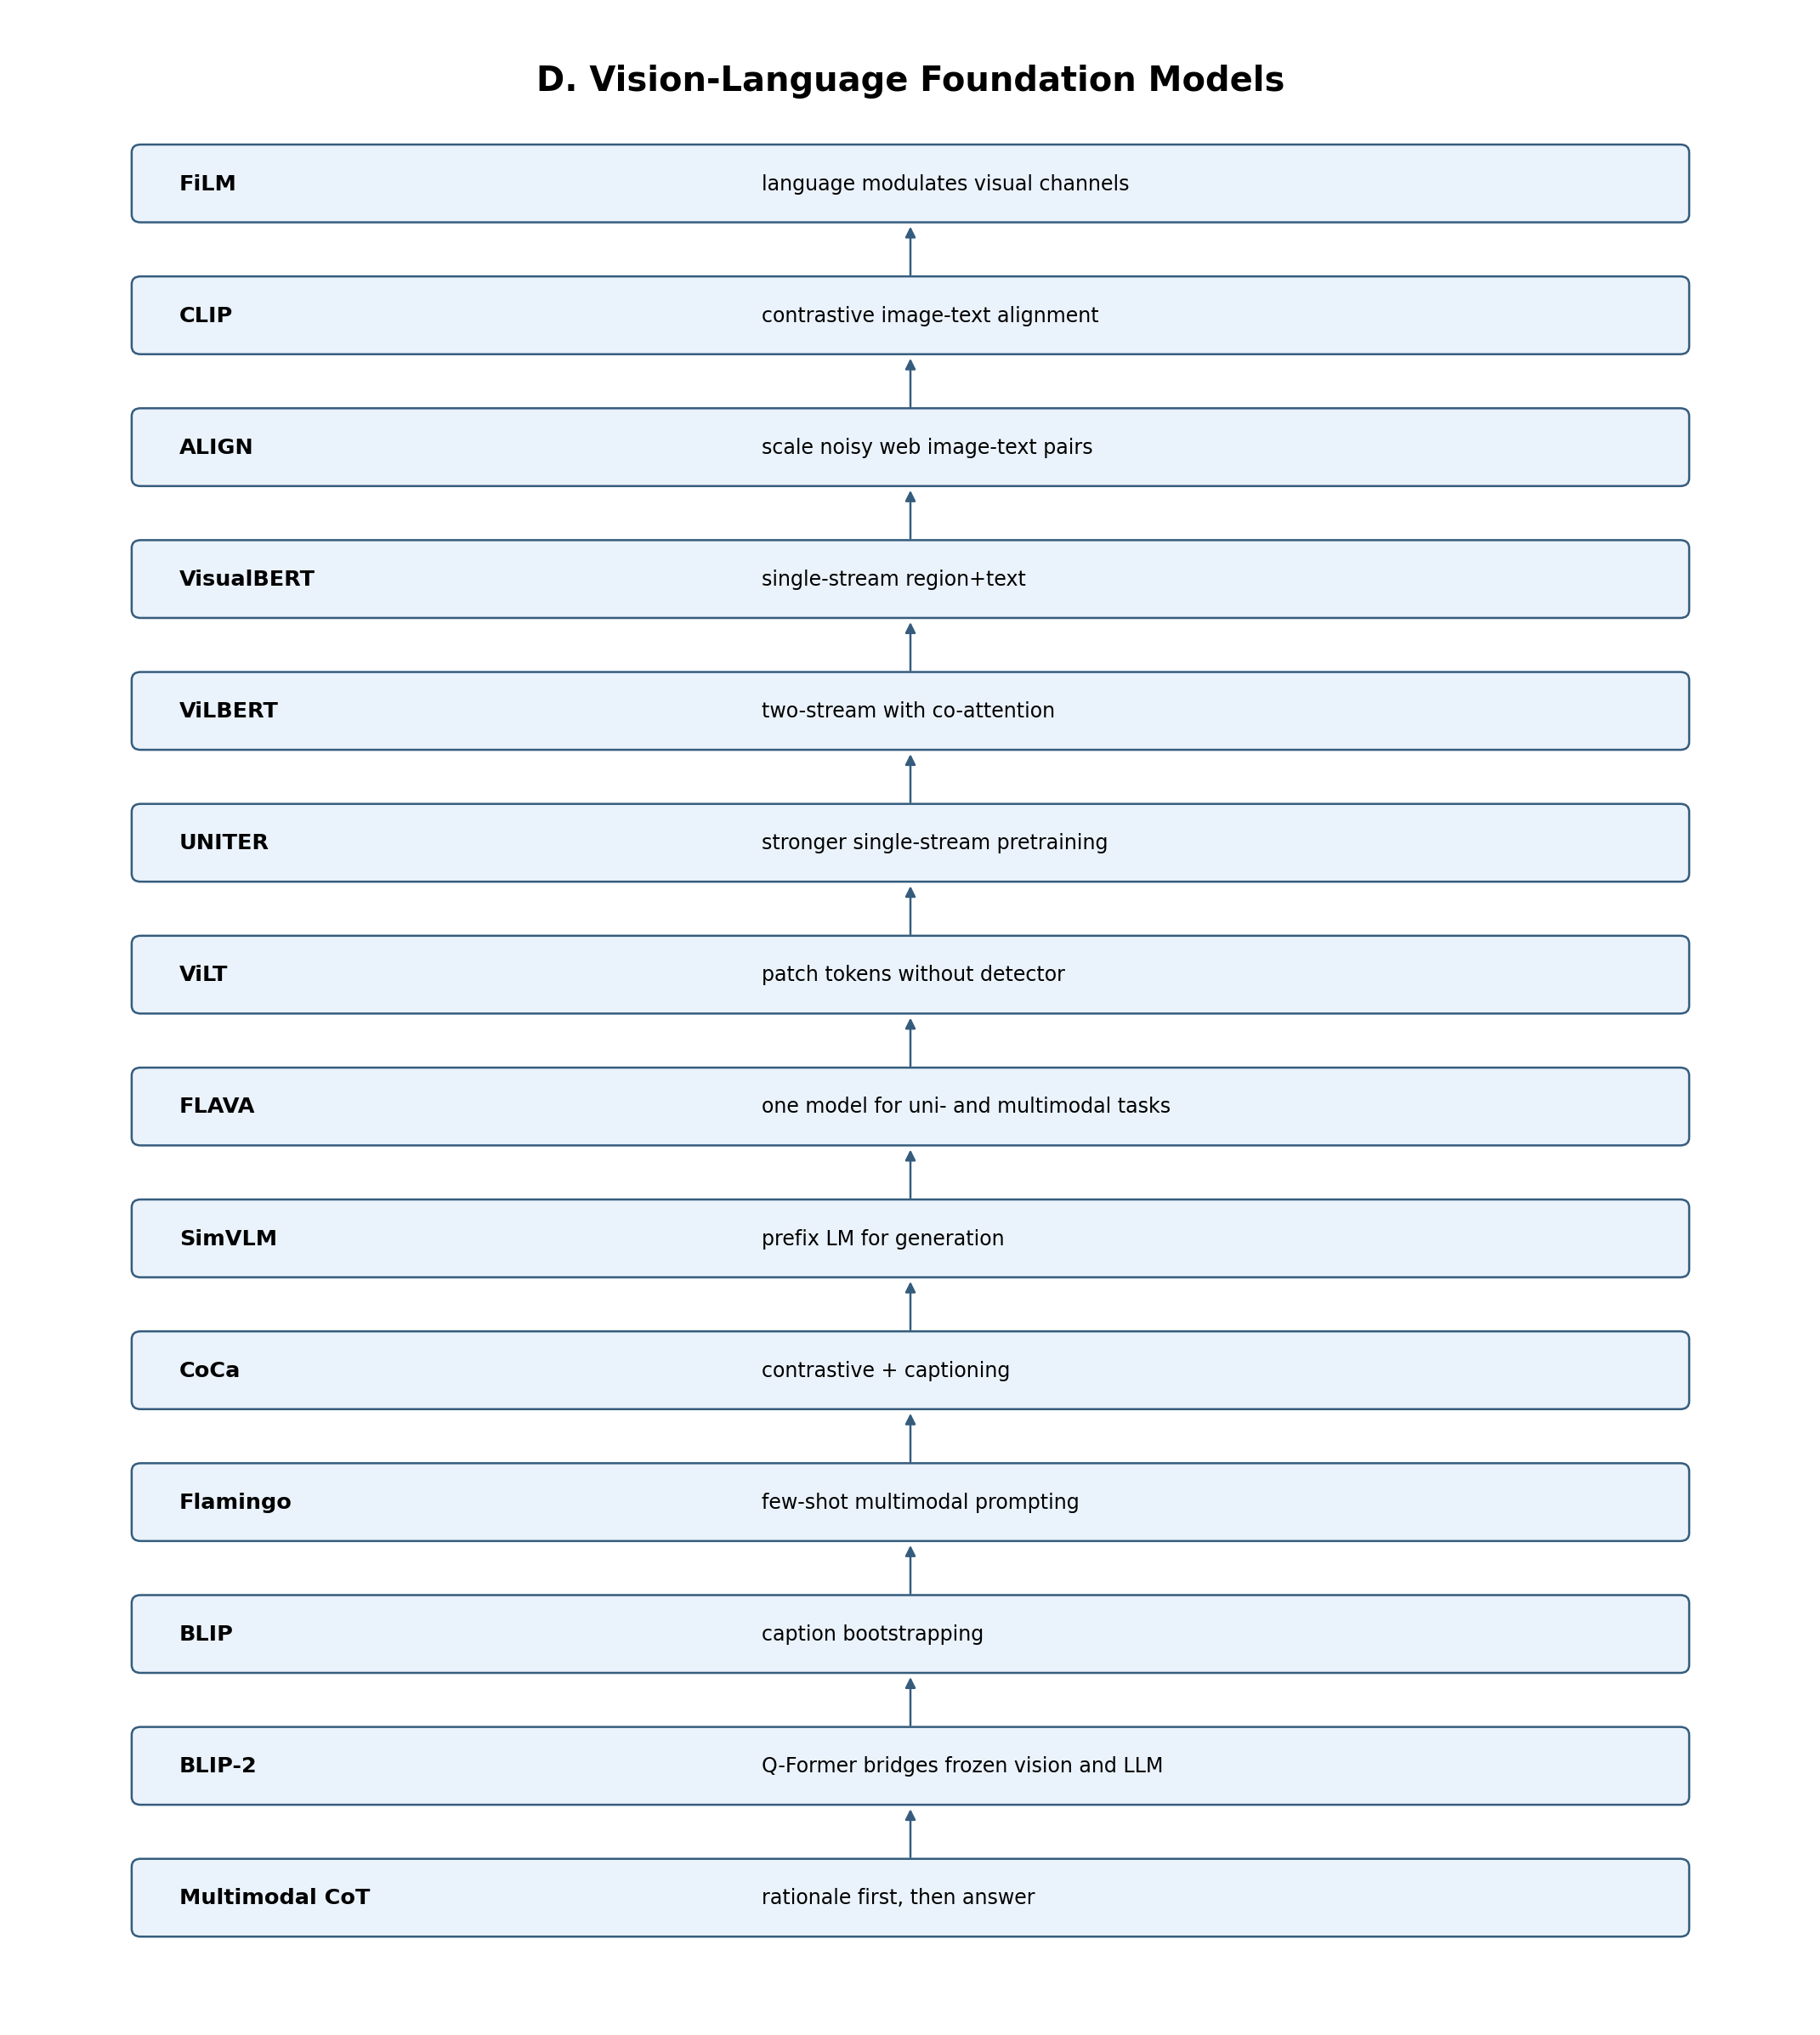 D. Vision-Language Foundation Models
FiLM language modulates visual channels
CLIP contrastive image-text alignment
ALIGN scale noisy web image-text pairs
VisualBERT single-stream region+text
ViLBERT two-stream with co-attention
UNITER stronger single-stream pretraining
ViLT patch tokens without detector
FLAVA one model for uni- and multimodal tasks
SimVLM prefix LM for generation
CoCa contrastive + captioning
Flamingo few-shot multimodal prompting
BLIP caption bootstrapping
BLIP-2 Q-Former bridges frozen vision and LLM
Multimodal CoT rationale first, then answer